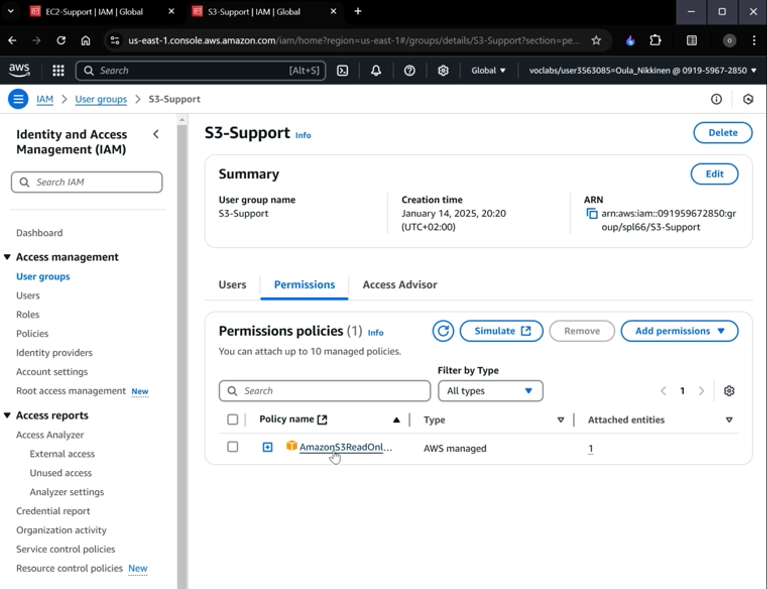 EC2-Support | IAM | Global
S3-Support | IAM | Global
us-east-1.console.aws.amazon.com/iam/home?region=us-east-1#/groups/details/S3-Support?section=pe...
aws
Search
[Alt+S]
Global
voclabs/user3563085=Oula_Nikkinen @ 0919-5967-2850
IAM > User groups > S3-Support
Identity and Access
Management (IAM)
Search IAM
Dashboard
Access management
User groups
Users
Roles
Policies
Identity providers
Account settings
Root access management New
Access reports
Access Analyzer
External access
Unused access
Analyzer settings
Credential report
Organization activity
Service control policies
Resource control policies New
S3-Support Info
Delete
Summary
Edit
User group name
S3-Support
Creation time
January 14, 2025, 20:20
(UTC+02:00)
ARN
arn:aws:iam::091959672850:gr
oup/spl66/S3-Support
Users
Permissions
Access Advisor
Permissions policies (1) Info
Simulate
Remove
Add permissions
You can attach up to 10 managed policies.
Filter by Type
Search
All types
1
Policy name
Type
Attached entities
AmazonS3ReadOnl...
AWS managed
1